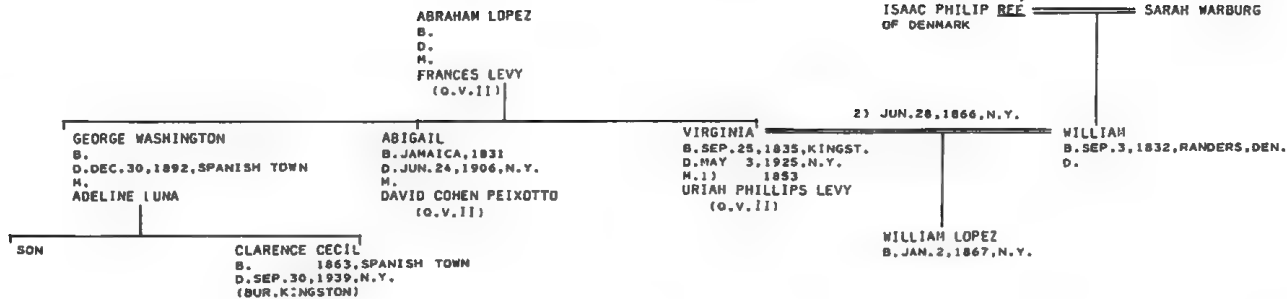 ABRAHAM LOPEZ
B.
D.
M.
FRANCES LEVY
(Q.V.II)
ISAAC PHILIP REE ══ SARAH WARBURG
OF DENMARK
2) JUN.28,1866,N.Y.
GEORGE WASHINGTON
B.
D.DEC.30,1892,SPANISH TOWN
M.
ADELINE LUNA
ABIGAIL
B.JAMAICA,1831
D.JUN.24,1906,N.Y.
M.
DAVID COHEN PEIXOTTO
(Q.V.II)
VIRGINIA
B.SEP.25,1835,KINGST.
D.MAY 3,1925,N.Y.
M.1) 1853
URIAH PHILLIPS LEVY
(Q.V.II)
WILLIAM
B.SEP.3,1832,RANDERS,DEN.
D.
SON
CLARENCE CECIL
B. 1863,SPANISH TOWN
D.SEP.30,1939,N.Y.
(BUR.KINGSTON)
WILLIAM LOPEZ
B.JAN.2,1867,N.Y.